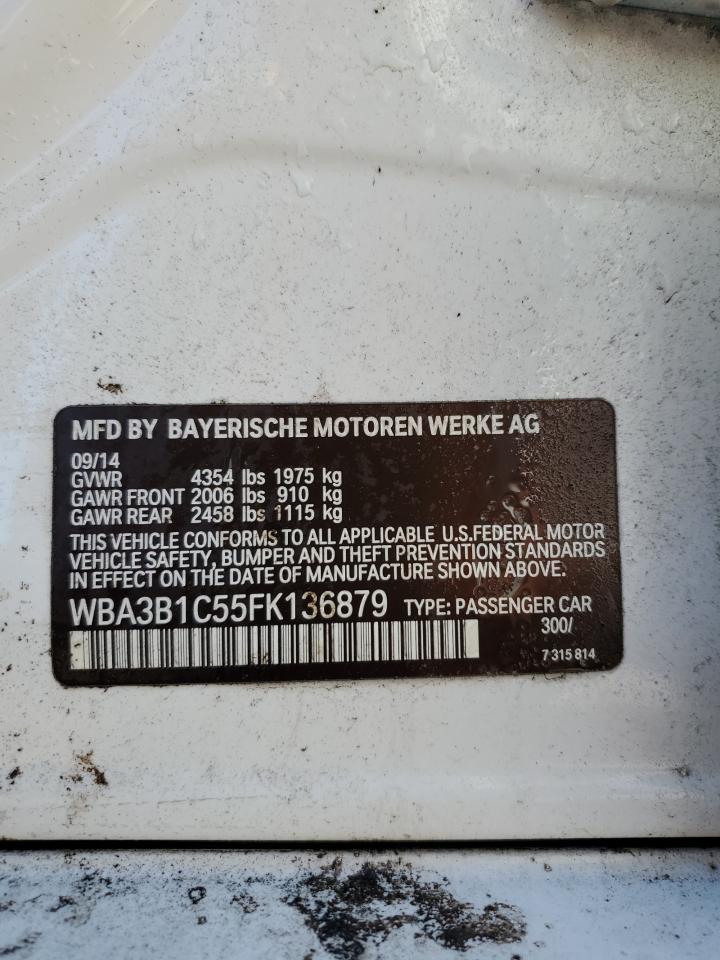 MFD BY BAYERISCHE MOTOREN WERKE AG
09/14
GVWR 4354 lbs 1975 kg
GAWR FRONT 2006 lbs 910 kg
GAWR REAR 2458 lbs 1115 kg
THIS VEHICLE CONFORMS TO ALL APPLICABLE U.S.FEDERAL MOTOR
VEHICLE SAFETY, BUMPER AND THEFT PREVENTION STANDARDS
IN EFFECT ON THE DATE OF MANUFACTURE SHOWN ABOVE.
WBA3B1C55FK136879 TYPE: PASSENGER CAR
300/
7 315 814